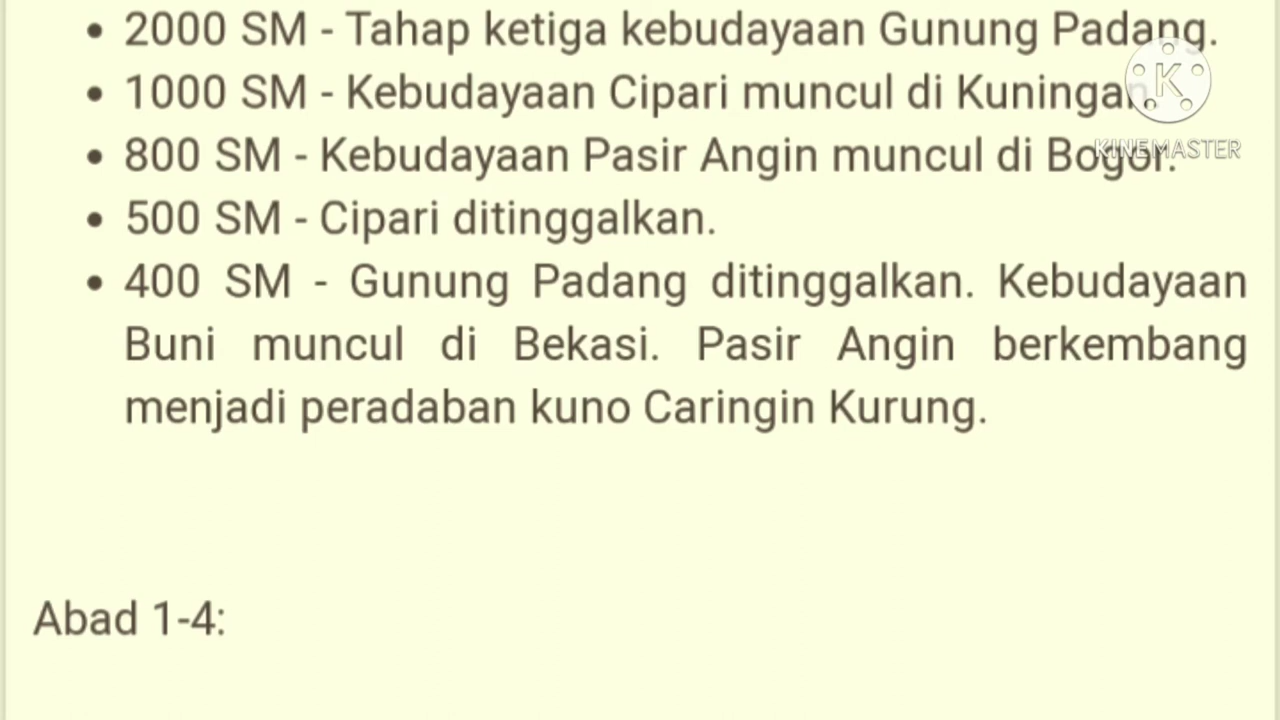 2000 SM - Tahap ketiga kebudayaan Gunung Padang.
1000 SM - Kebudayaan Cipari muncul di Kuningan.
800 SM - Kebudayaan Pasir Angin muncul di Bogor.
500 SM - Cipari ditinggalkan.
400 SM - Gunung Padang ditinggalkan. Kebudayaan
Buni muncul di Bekasi. Pasir Angin berkembang
menjadi peradaban kuno Caringin Kurung.
Abad 1-4:
K
KINEMASTER